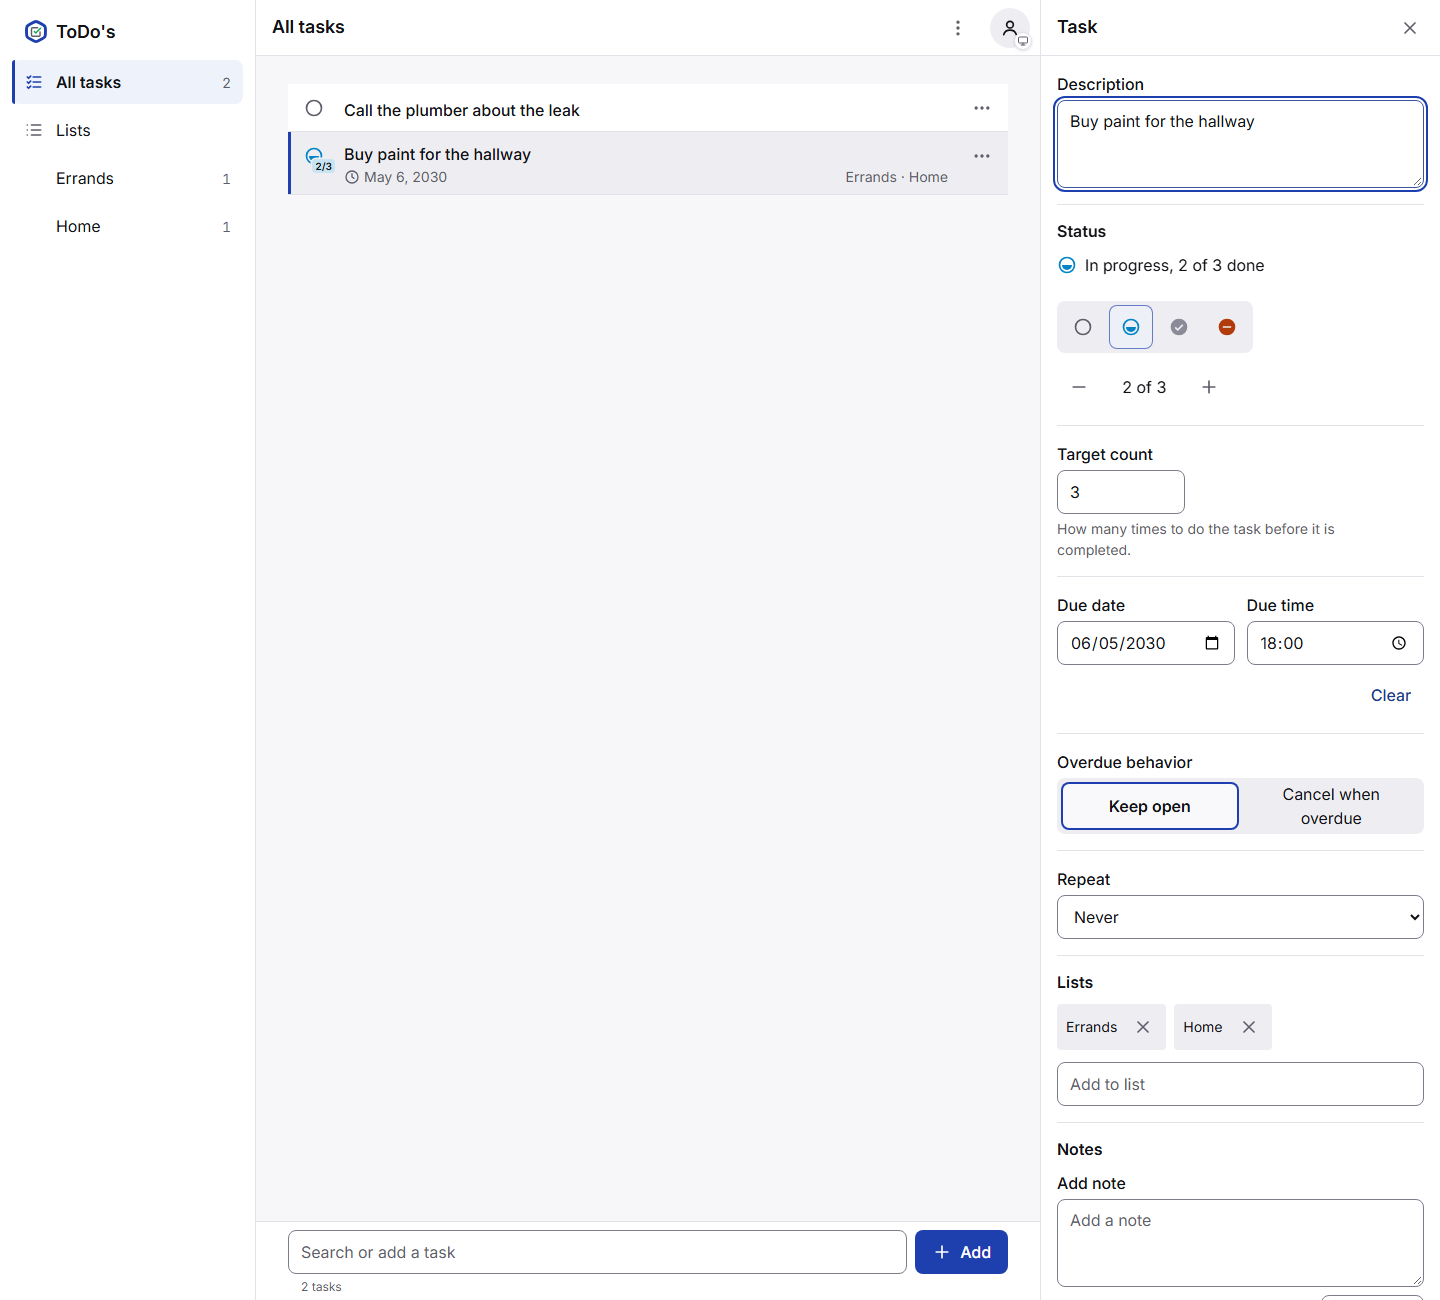 ToDo's
All tasks 2
Lists
Errands 1
Home 1
All tasks
Call the plumber about the leak
2/3
Buy paint for the hallway
May 6, 2030
Errands · Home
Search or add a task
Add
2 tasks
Task
Description
Buy paint for the hallway
Status
In progress, 2 of 3 done
2 of 3
Target count
3
How many times to do the task before it is
completed.
Due date Due time
06/05/2030 18:00
Clear
Overdue behavior
Keep open
Cancel when
overdue
Repeat
Never
Lists
Errands Home
Add to list
Notes
Add note
Add a note